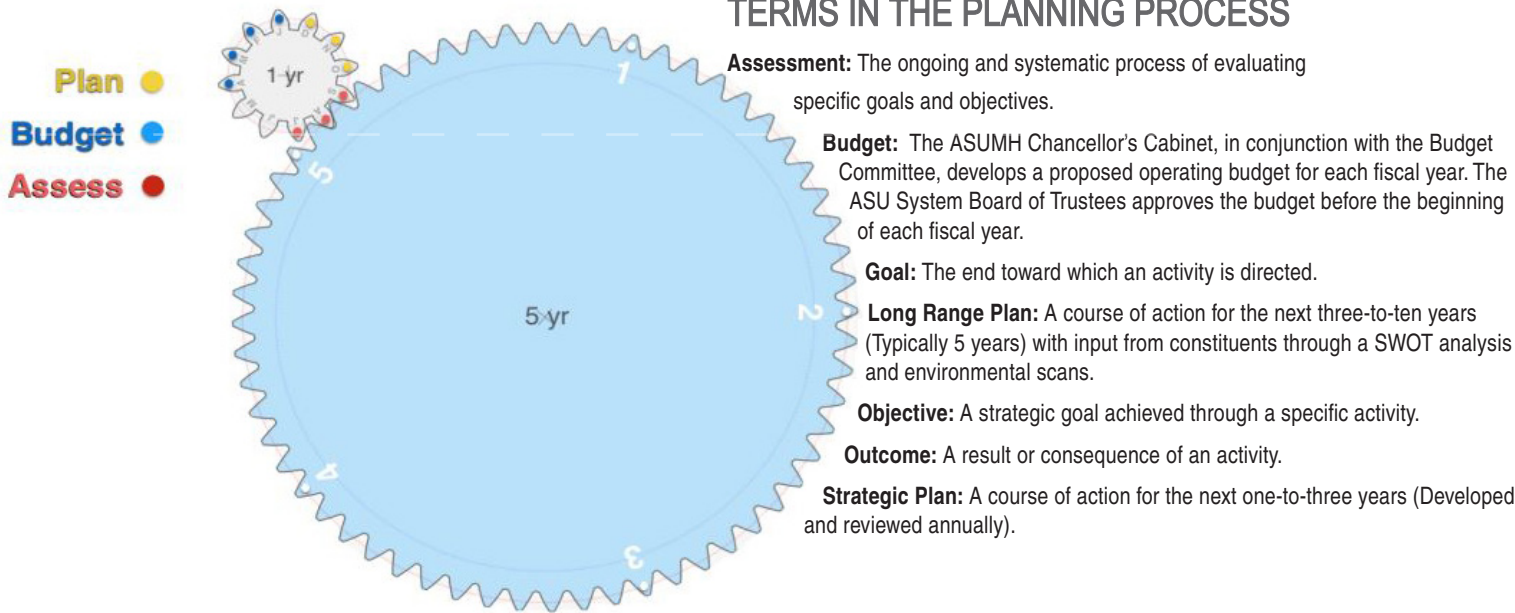 TERMS IN THE PLANNING PROCESS
Plan
Budget
Assess
1-yr
5 yr
1
2
3
4
5
Assessment: The ongoing and systematic process of evaluating
specific goals and objectives.
Budget: The ASUMH Chancellor's Cabinet, in conjunction with the Budget
Committee, develops a proposed operating budget for each fiscal year. The
ASU System Board of Trustees approves the budget before the beginning
of each fiscal year.
Goal: The end toward which an activity is directed.
Long Range Plan: A course of action for the next three-to-ten years
(Typically 5 years) with input from constituents through a SWOT analysis
and environmental scans.
Objective: A strategic goal achieved through a specific activity.
Outcome: A result or consequence of an activity.
Strategic Plan: A course of action for the next one-to-three years (Developed
and reviewed annually).